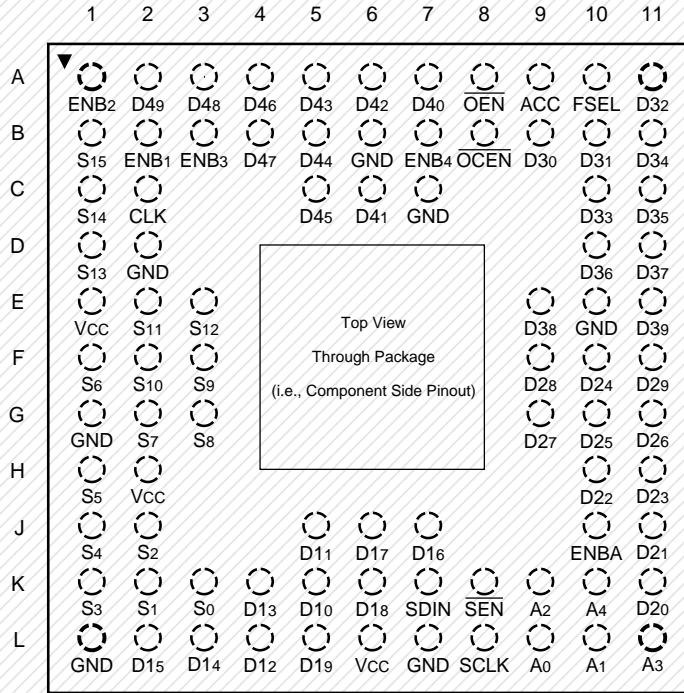 1 2 3 4 5 6 7 8 9 10 11
A
ENB2 D49 D48 D46 D43 D42 D40 OEN ACC FSEL D32
B
S15 ENB1 ENB3 D47 D44 GND ENB4 OCEN D30 D31 D34
C
S14 CLK D45 D41 GND D33 D35
D
S13 GND D36 D37
E
VCC S11 S12 D38 GND D39
F
S6 S10 S9 D28 D24 D29
G
GND S7 S8 D27 D25 D26
H
S5 VCC D22 D23
J
S4 S2 D11 D17 D16 ENBA D21
K
S3 S1 S0 D13 D10 D18 SDIN SEN A2 A4 D20
L
GND D15 D14 D12 D19 VCC GND SCLK A0 A1 A3
Top View
Through Package
(i.e., Component Side Pinout)